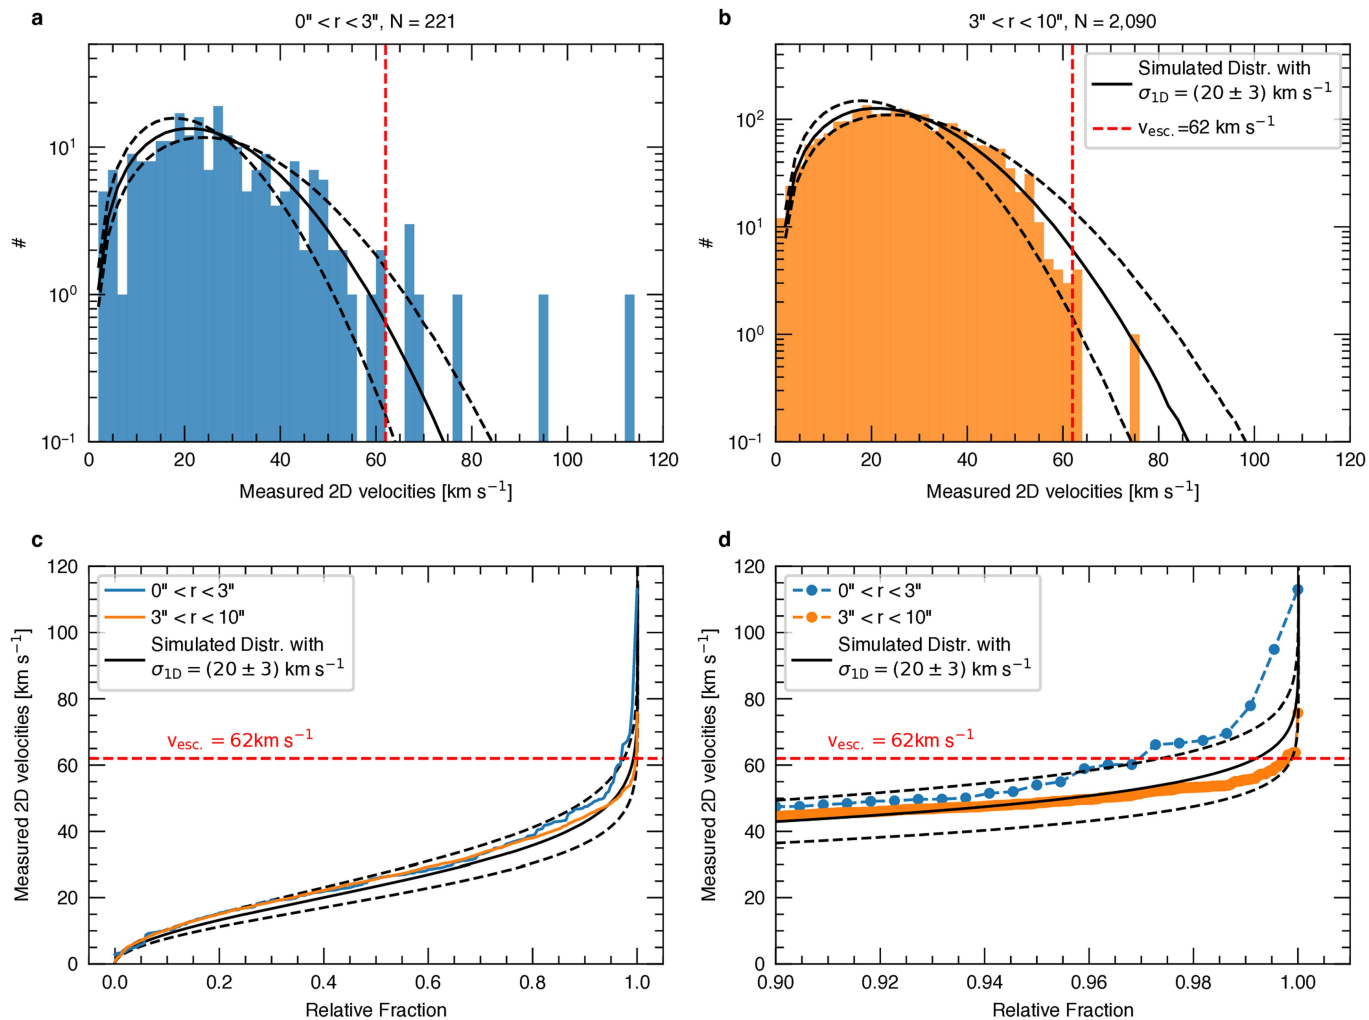 a
0" < r < 3", N = 221
10¹
10⁰
10⁻¹
#
0 20 40 60 80 100 120
Measured 2D velocities [km s⁻¹]
b
3" < r < 10", N = 2,090
Simulated Distr. with
σ₁D = (20 ± 3) km s⁻¹
vesc. =62 km s⁻¹
10²
10¹
10⁰
10⁻¹
#
0 20 40 60 80 100 120
Measured 2D velocities [km s⁻¹]
c
0" < r < 3"
3" < r < 10"
Simulated Distr. with
σ₁D = (20 ± 3) km s⁻¹
vesc. = 62km s⁻¹
120
100
80
60
40
20
0
Measured 2D velocities [km s⁻¹]
0.0 0.2 0.4 0.6 0.8 1.0
Relative Fraction
d
0" < r < 3"
3" < r < 10"
Simulated Distr. with
σ₁D = (20 ± 3) km s⁻¹
vesc. = 62km s⁻¹
120
100
80
60
40
20
0
Measured 2D velocities [km s⁻¹]
0.90 0.92 0.94 0.96 0.98 1.00
Relative Fraction